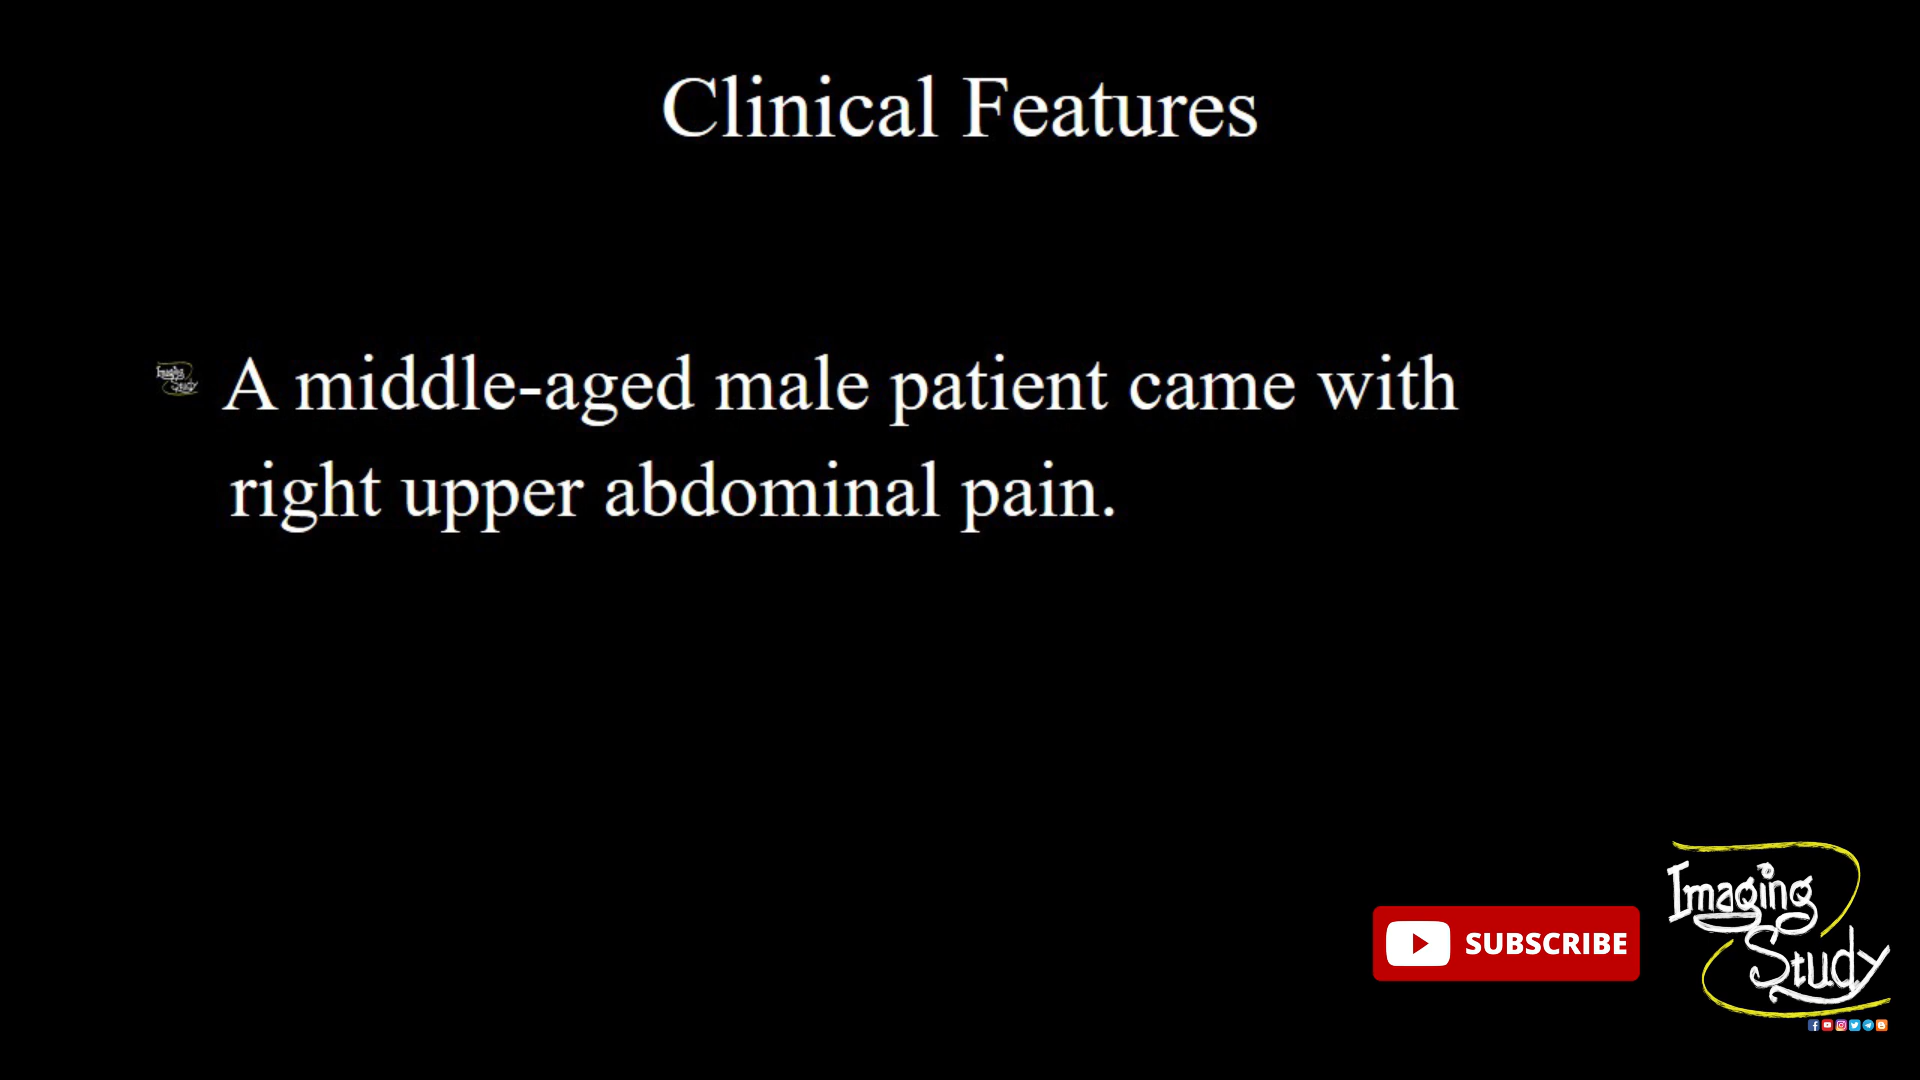 Clinical Features
A middle-aged male patient came with
right upper abdominal pain.
SUBSCRIBE
Imaging
Study